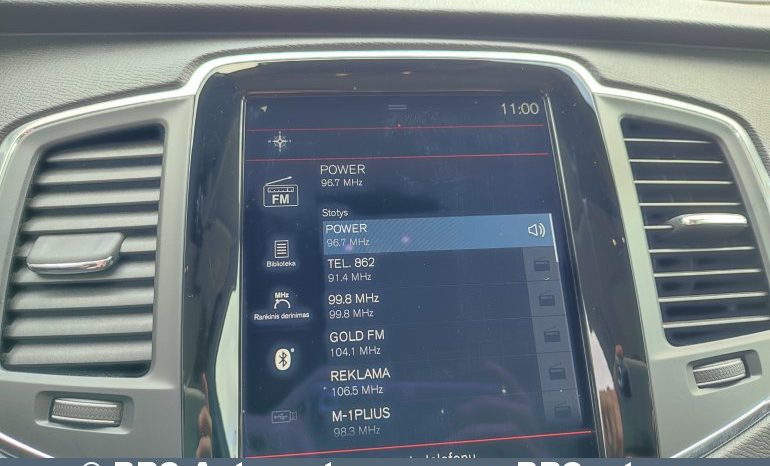 11:00
POWER
96.7 MHz
FM
Stotys
POWER
96.7 MHz
Biblioteka
TEL. 862
91.4 MHz
MHz
Rankinis derinimas
99.8 MHz
99.8 MHz
GOLD FM
104.1 MHz
REKLAMA
106.5 MHz
M-1PLIUS
98.3 MHz